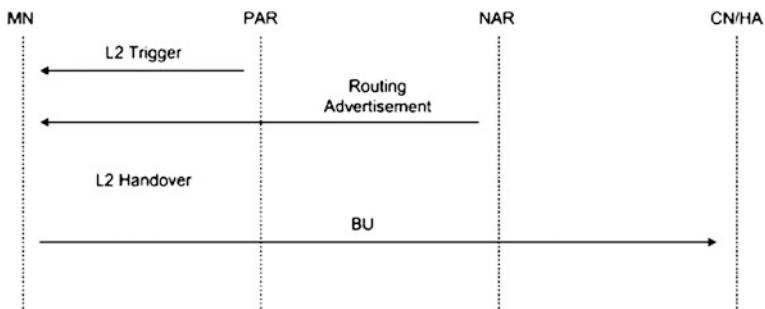 MN PAR NAR CN/HA
L2 Trigger
Routing
Advertisement
L2 Handover
BU